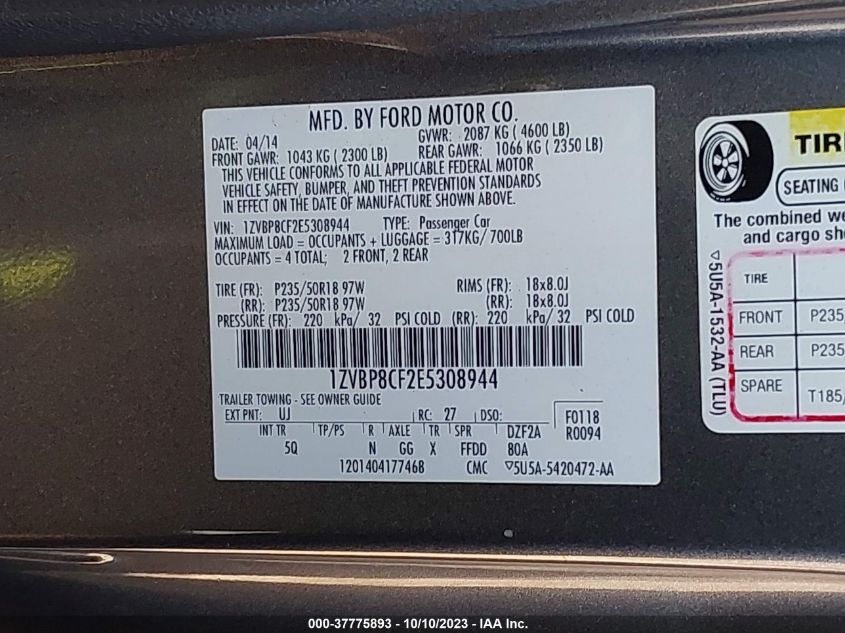 MFD. BY FORD MOTOR CO.
DATE: 04/14 GVWR: 2087 KG ( 4600 LB)
FRONT GAWR: 1043 KG ( 2300 LB) REAR GAWR: 1066 KG ( 2350 LB)
THIS VEHICLE CONFORMS TO ALL APPLICABLE FEDERAL MOTOR
VEHICLE SAFETY, BUMPER, AND THEFT PREVENTION STANDARDS
IN EFFECT ON THE DATE OF MANUFACTURE SHOWN ABOVE.
VIN: 1ZVBP8CF2E5308944 TYPE: Passenger Car
MAXIMUM LOAD = OCCUPANTS + LUGGAGE = 317KG/ 700LB
OCCUPANTS = 4 TOTAL; 2 FRONT, 2 REAR
TIRE (FR): P235/50R18 97W RIMS (FR): 18x8.0J
(RR): P235/50R18 97W (RR): 18x8.0J
PRESSURE (FR): 220 kPa/ 32 PSI COLD (RR): 220 kPa/ 32 PSI COLD
1ZVBP8CF2E5308944
TRAILER TOWING - SEE OWNER GUIDE
EXT PNT: UJ RC: 27 DSO: F0118
INT TR TP/PS R AXLE TR SPR DZF2A R0094
5Q N GG X FFDD 80A
1201404177468 CMC ▽5U5A-5420472-AA
TIRE
SEATING
The combined we
and cargo sh
▽5U5A-1532-AA (TLU)
TIRE
FRONT P235/
REAR P235
SPARE T185/
000-37775893 - 10/10/2023 - IAA Inc.